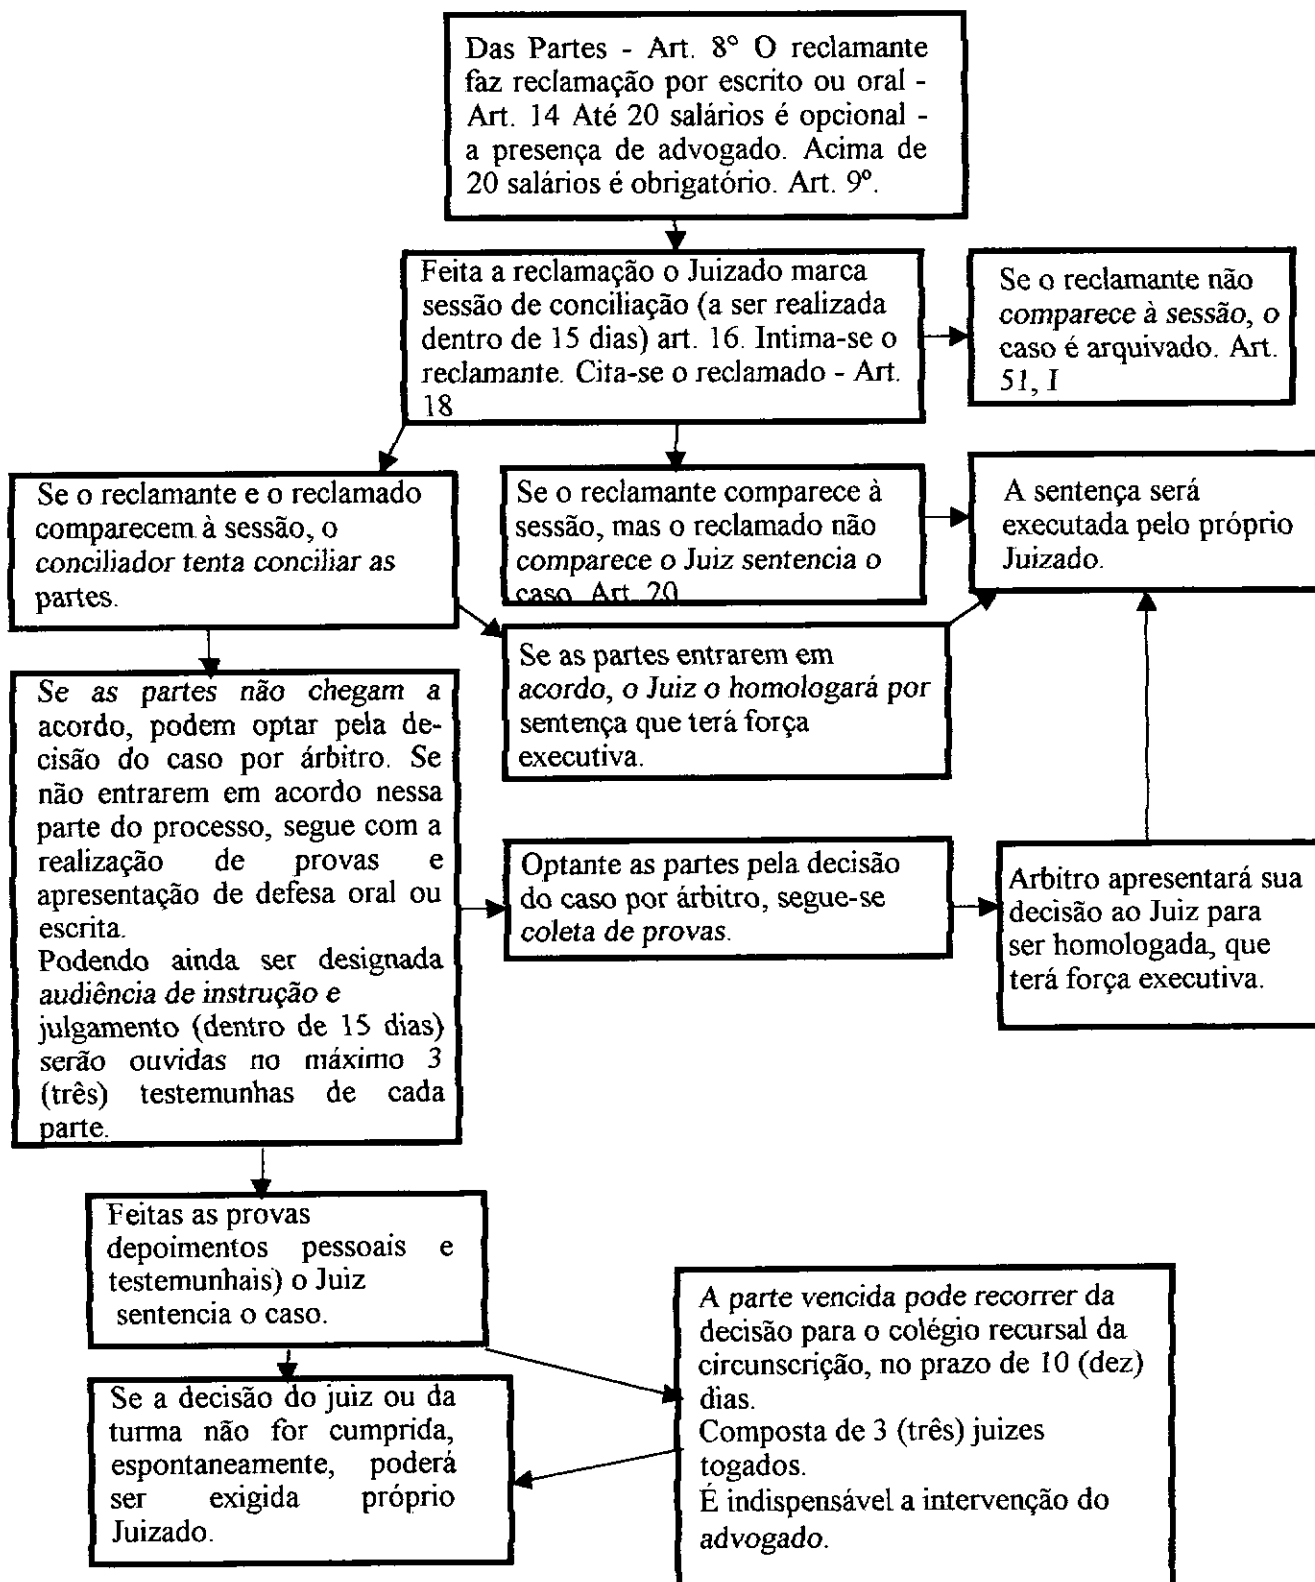 Das Partes - Art. 8° O reclamante
faz reclamação por escrito ou oral -
Art. 14 Até 20 salários é opcional -
a presença de advogado. Acima de
20 salários é obrigatório. Art. 9º.
Feita a reclamação o Juizado marca
sessão de conciliação (a ser realizada
dentro de 15 dias) art. 16. Intima-se o
reclamante. Cita-se o reclamado - Art.
18
Se o reclamante não
comparece à sessão, o
caso é arquivado. Art.
51, I
Se o reclamante e o reclamado
comparecem à sessão, o
conciliador tenta conciliar as
partes.
Se o reclamante comparece à
sessão, mas o reclamado não
comparece o Juiz sentencia o
caso. Art. 20
A sentença será
executada pelo próprio
Juizado.
Se as partes entrarem em
acordo, o Juiz o homologará por
sentença que terá força
executiva.
Se as partes não chegam a
acordo, podem optar pela de-
cisão do caso por árbitro. Se
não entrarem em acordo nessa
parte do processo, segue com a
realização de provas e
apresentação de defesa oral ou
escrita.
Podendo ainda ser designada
audiência de instrução e
julgamento (dentro de 15 dias)
serão ouvidas no máximo 3
(três) testemunhas de cada
parte.
Optante as partes pela decisão
do caso por árbitro, segue-se
coleta de provas.
Arbitro apresentará sua
decisão ao Juiz para
ser homologada, que
terá força executiva.
Feitas as provas
depoimentos pessoais e
testemunhais) o Juiz
sentencia o caso.
A parte vencida pode recorrer da
decisão para o colégio recursal da
circunscrição, no prazo de 10 (dez)
dias.
Composta de 3 (três) juizes
togados.
É indispensável a intervenção do
advogado.
Se a decisão do juiz ou da
turma não for cumprida,
espontaneamente, poderá
ser exigida próprio
Juizado.